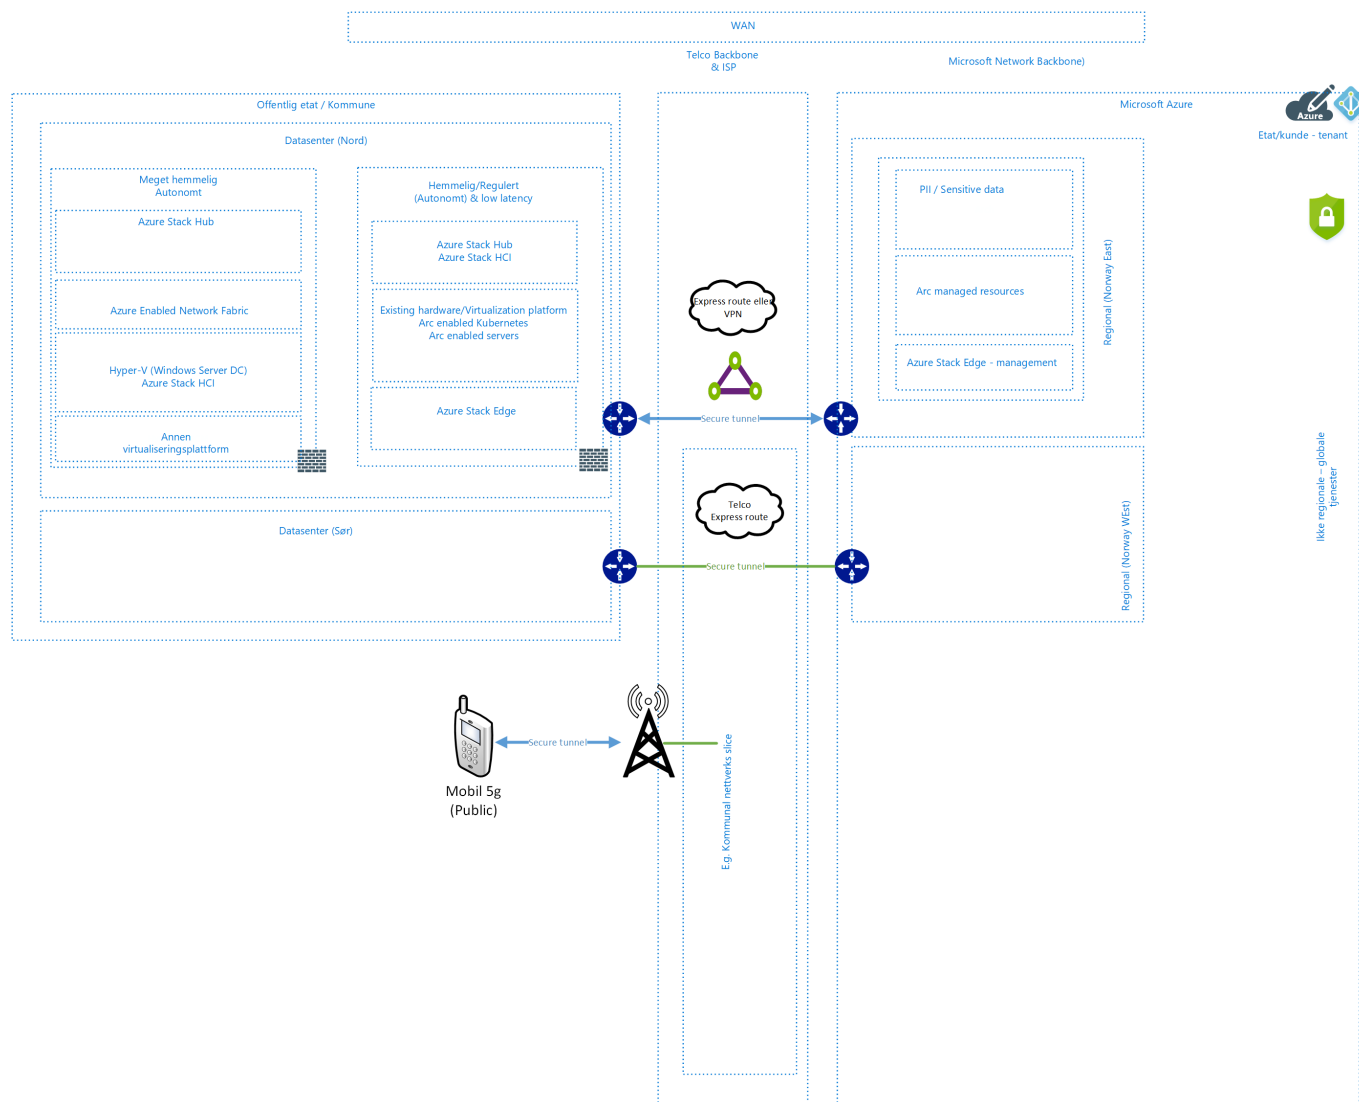 WAN
Telco Backbone
& ISP
Microsoft Network Backbone)
Offentlig etat / Kommune
Datasenter (Nord)
Meget hemmelig
Autonomt
Azure Stack Hub
Azure Enabled Network Fabric
Hyper-V (Windows Server DC)
Azure Stack HCI
Annen
virtualiseringsplattform
Hemmelig/Regulert
(Autonomt) & low latency
Azure Stack Hub
Azure Stack HCI
Existing hardware/Virtualization platform
Arc enabled Kubernetes
Arc enabled servers
Azure Stack Edge
Datasenter (Sør)
Express route eller
VPN
Secure tunnel
Telco
Express route
Secure tunnel
Microsoft Azure
Azure
Etat/kunde - tenant
PII / Sensitive data
Arc managed resources
Azure Stack Edge - management
Regional (Norway East)
Regional (Norway WEst)
Ikke regionale – globale
tjenester
Secure tunnel
Mobil 5g
(Public)
E.g. Kommunal nettverks slice